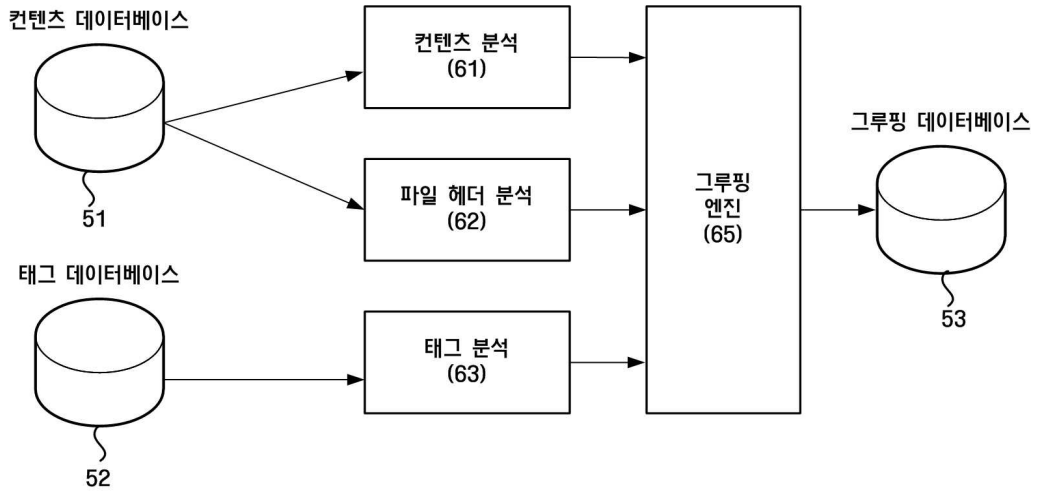 컨텐츠 데이터베이스
51
컨텐츠 분석
(61)
파일 헤더 분석
(62)
태그 데이터베이스
52
태그 분석
(63)
그루핑
엔진
(65)
그루핑 데이터베이스
53